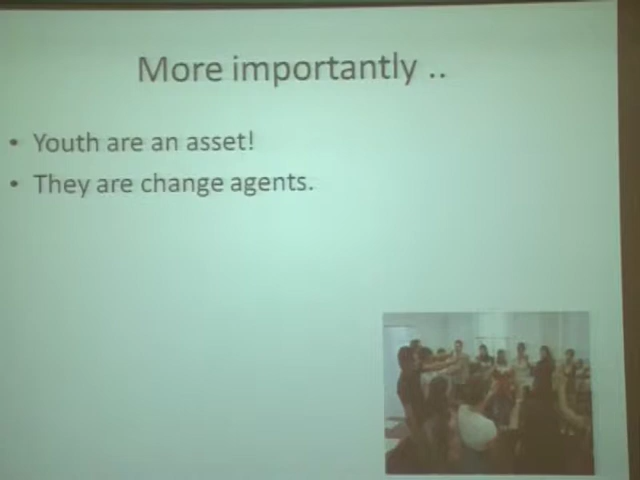 More importantly ..
• Youth are an asset!
• They are change agents.